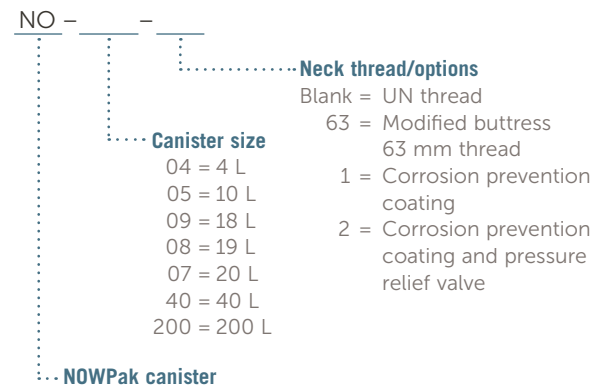 NO – –
Neck thread/options
Blank = UN thread
63 = Modified buttress
63 mm thread
1 = Corrosion prevention
coating
2 = Corrosion prevention
coating and pressure
relief valve
Canister size
04 = 4 L
05 = 10 L
09 = 18 L
08 = 19 L
07 = 20 L
40 = 40 L
200 = 200 L
NOWPak canister